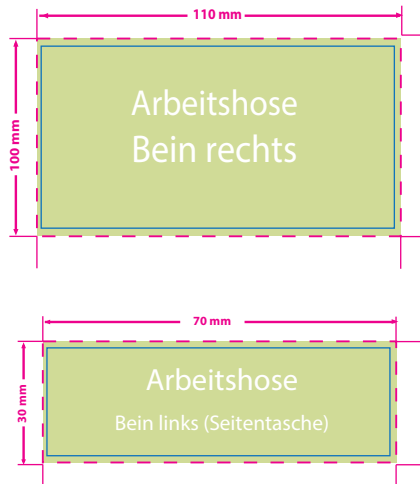 110 mm
100 mm
Arbeitshose
Bein rechts
70 mm
30 mm
Arbeitshose
Bein links (Seitentasche)